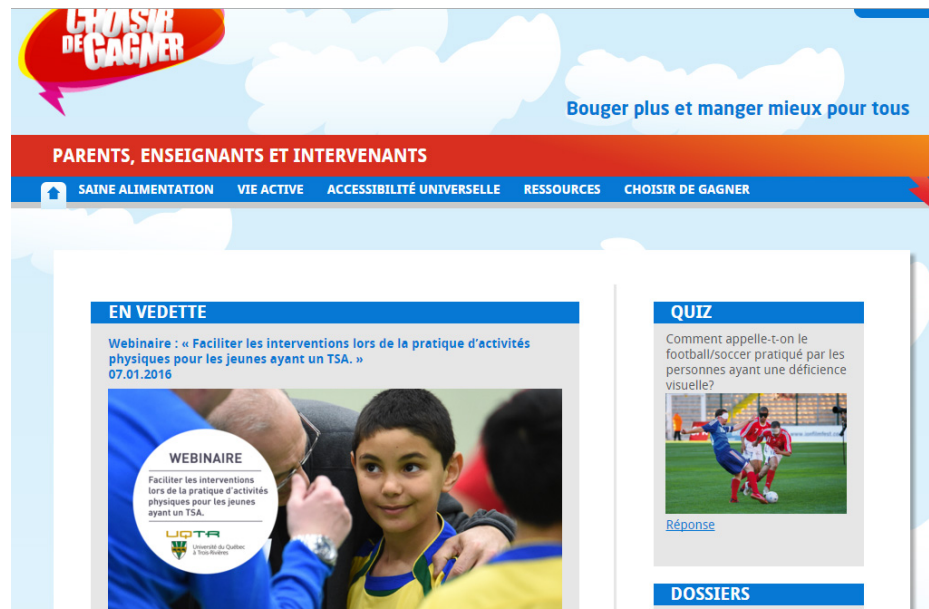 CHOISIR
DE GAGNER
Bouger plus et manger mieux pour tous
PARENTS, ENSEIGNANTS ET INTERVENANTS
SAINE ALIMENTATION VIE ACTIVE ACCESSIBILITÉ UNIVERSELLE RESSOURCES CHOISIR DE GAGNER
EN VEDETTE
Webinaire : « Faciliter les interventions lors de la pratique d'activités
physiques pour les jeunes ayant un TSA. »
07.01.2016
WEBINAIRE
Faciliter les interventions
lors de la pratique d'activités
physiques pour les jeunes
ayant un TSA.
UQTR
Université du Québec
à Trois-Rivières
QUIZ
Comment appelle-t-on le
football/soccer pratiqué par les
personnes ayant une déficience
visuelle?
Réponse
DOSSIERS